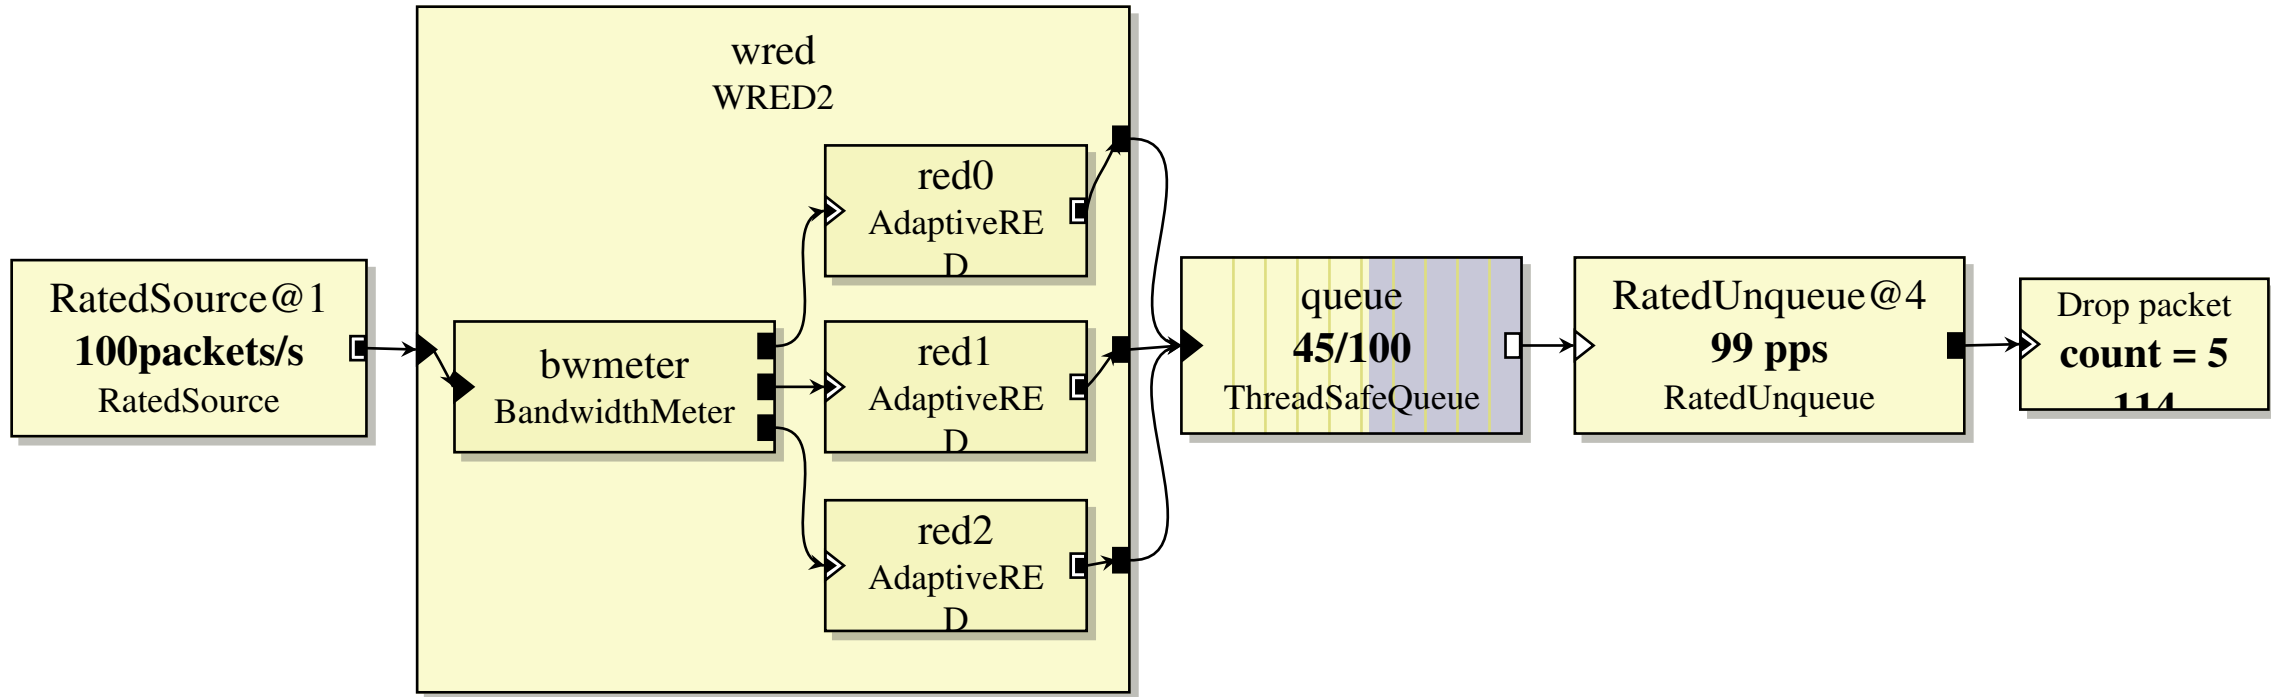 wred
WRED2
red0
AdaptiveRE
D
RatedSource@1
100packets/s
RatedSource
bwmeter
BandwidthMeter
red1
AdaptiveRE
D
red2
AdaptiveRE
D
queue
45/100
ThreadSafeQueue
RatedUnqueue@4
99 pps
RatedUnqueue
Drop packet
count = 5
114